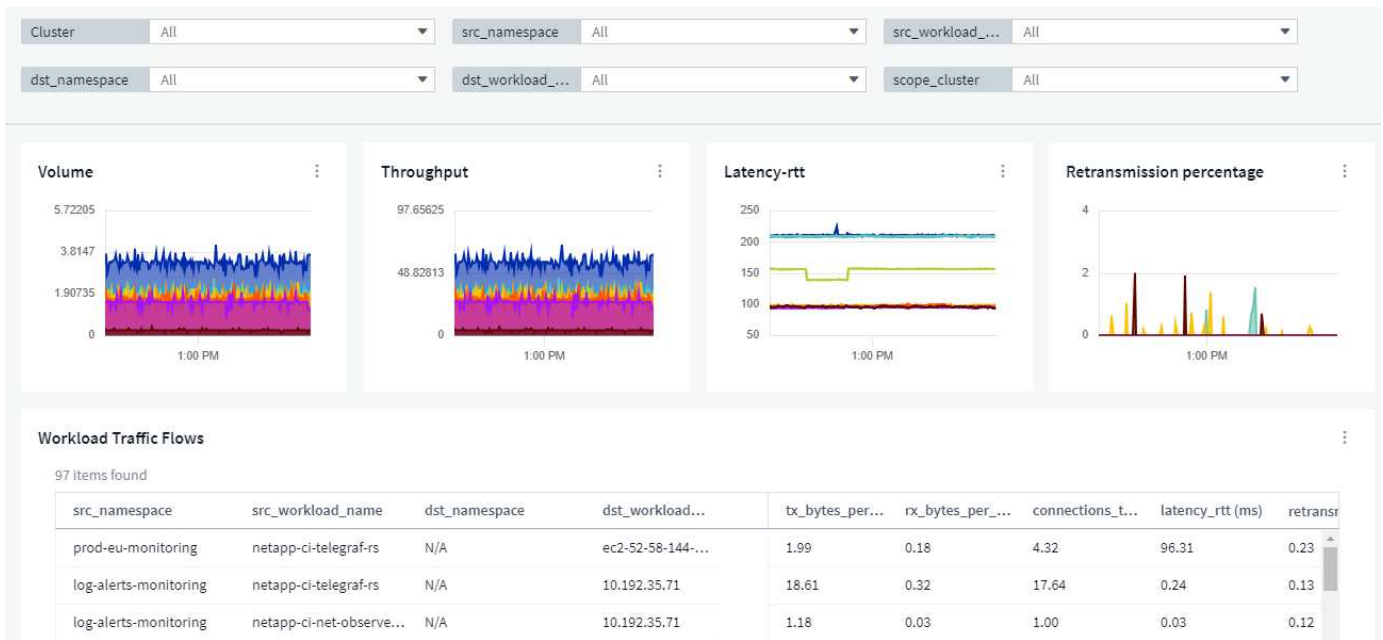 Cluster All src_namespace All src_workload_... All
dst_namespace All dst_workload_... All scope_cluster All
Volume
5.72205
3.8147
1.90735
0
1:00 PM
Throughput
97.65625
48.82813
0
1:00 PM
Latency-rtt
250
200
150
100
50
1:00 PM
Retransmission percentage
4
2
0
1:00 PM
Workload Traffic Flows
97 items found
src_namespace src_workload_name dst_namespace dst_workload... tx_bytes_per... rx_bytes_per_... connections_t... latency_rtt (ms) retransr
prod-eu-monitoring netapp-ci-telegraf-rs N/A ec2-52-58-144-... 1.99 0.18 4.32 96.31 0.23
log-alerts-monitoring netapp-ci-telegraf-rs N/A 10.192.35.71 18.61 0.32 17.64 0.24 0.13
log-alerts-monitoring netapp-ci-net-observe... N/A 10.192.35.71 1.18 0.03 1.00 0.03 0.12